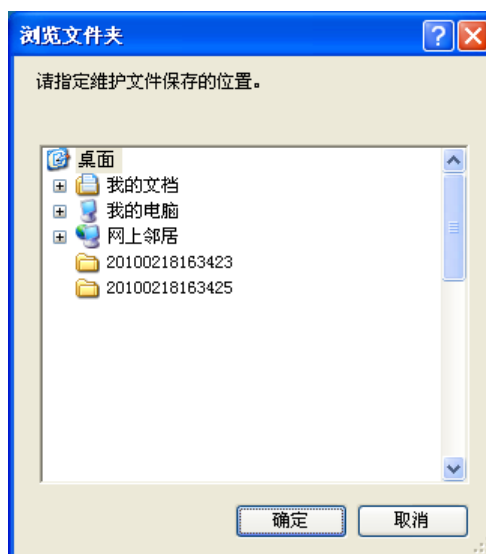 浏览文件夹
请指定维护文件保存的位置。
桌面
我的文档
我的电脑
网上邻居
20100218163423
20100218163425
确定 取消